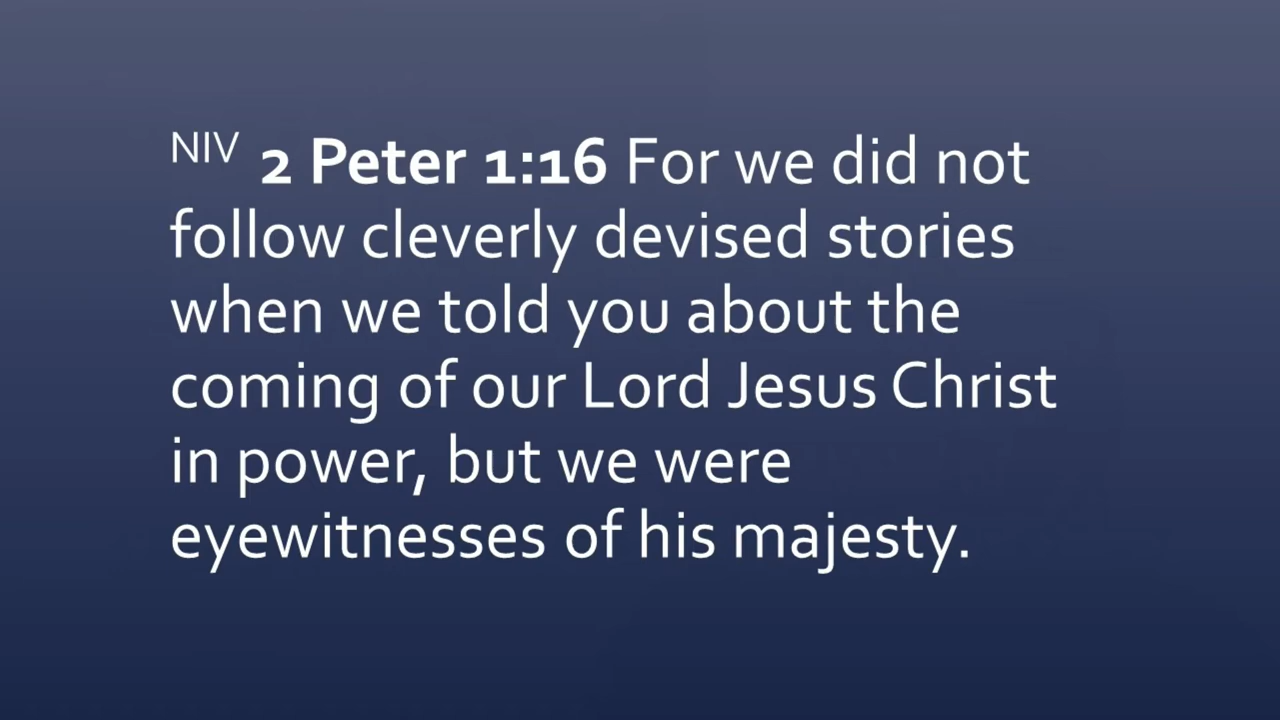 NIV 2 Peter 1:16 For we did not
follow cleverly devised stories
when we told you about the
coming of our Lord Jesus Christ
in power, but we were
eyewitnesses of his majesty.